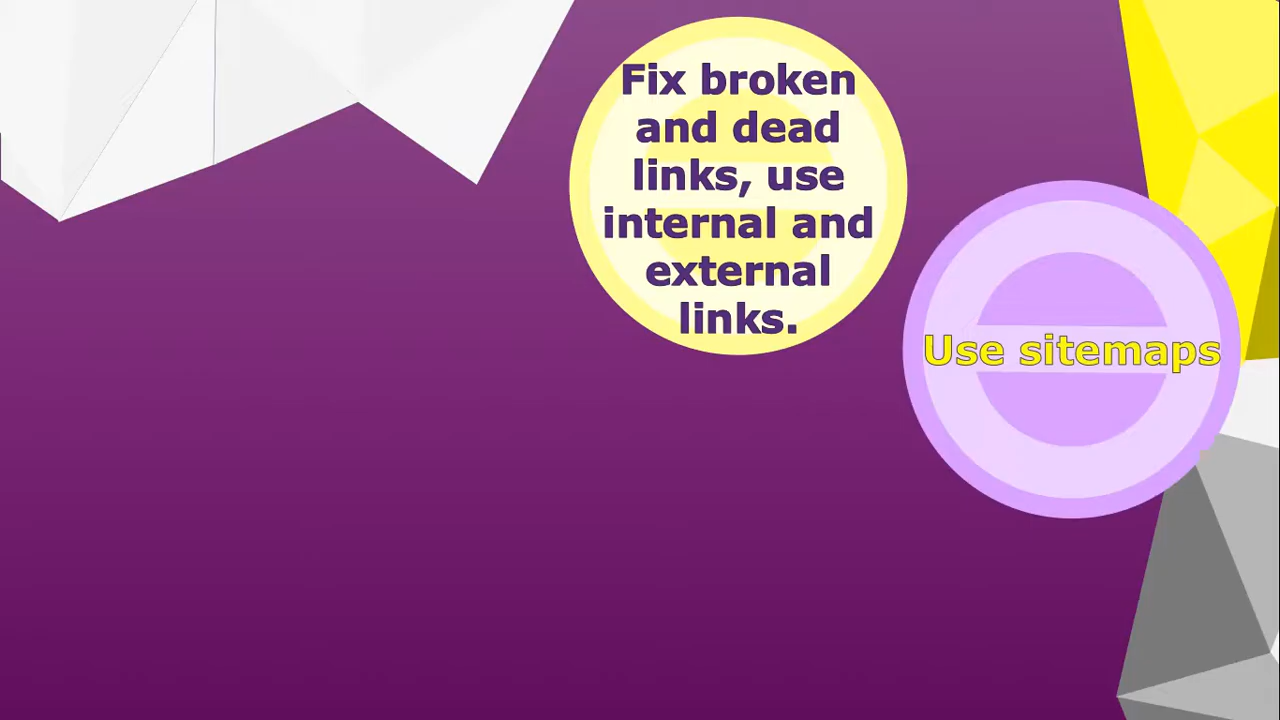 Fix broken
and dead
links, use
internal and
external
links.
Use sitemaps